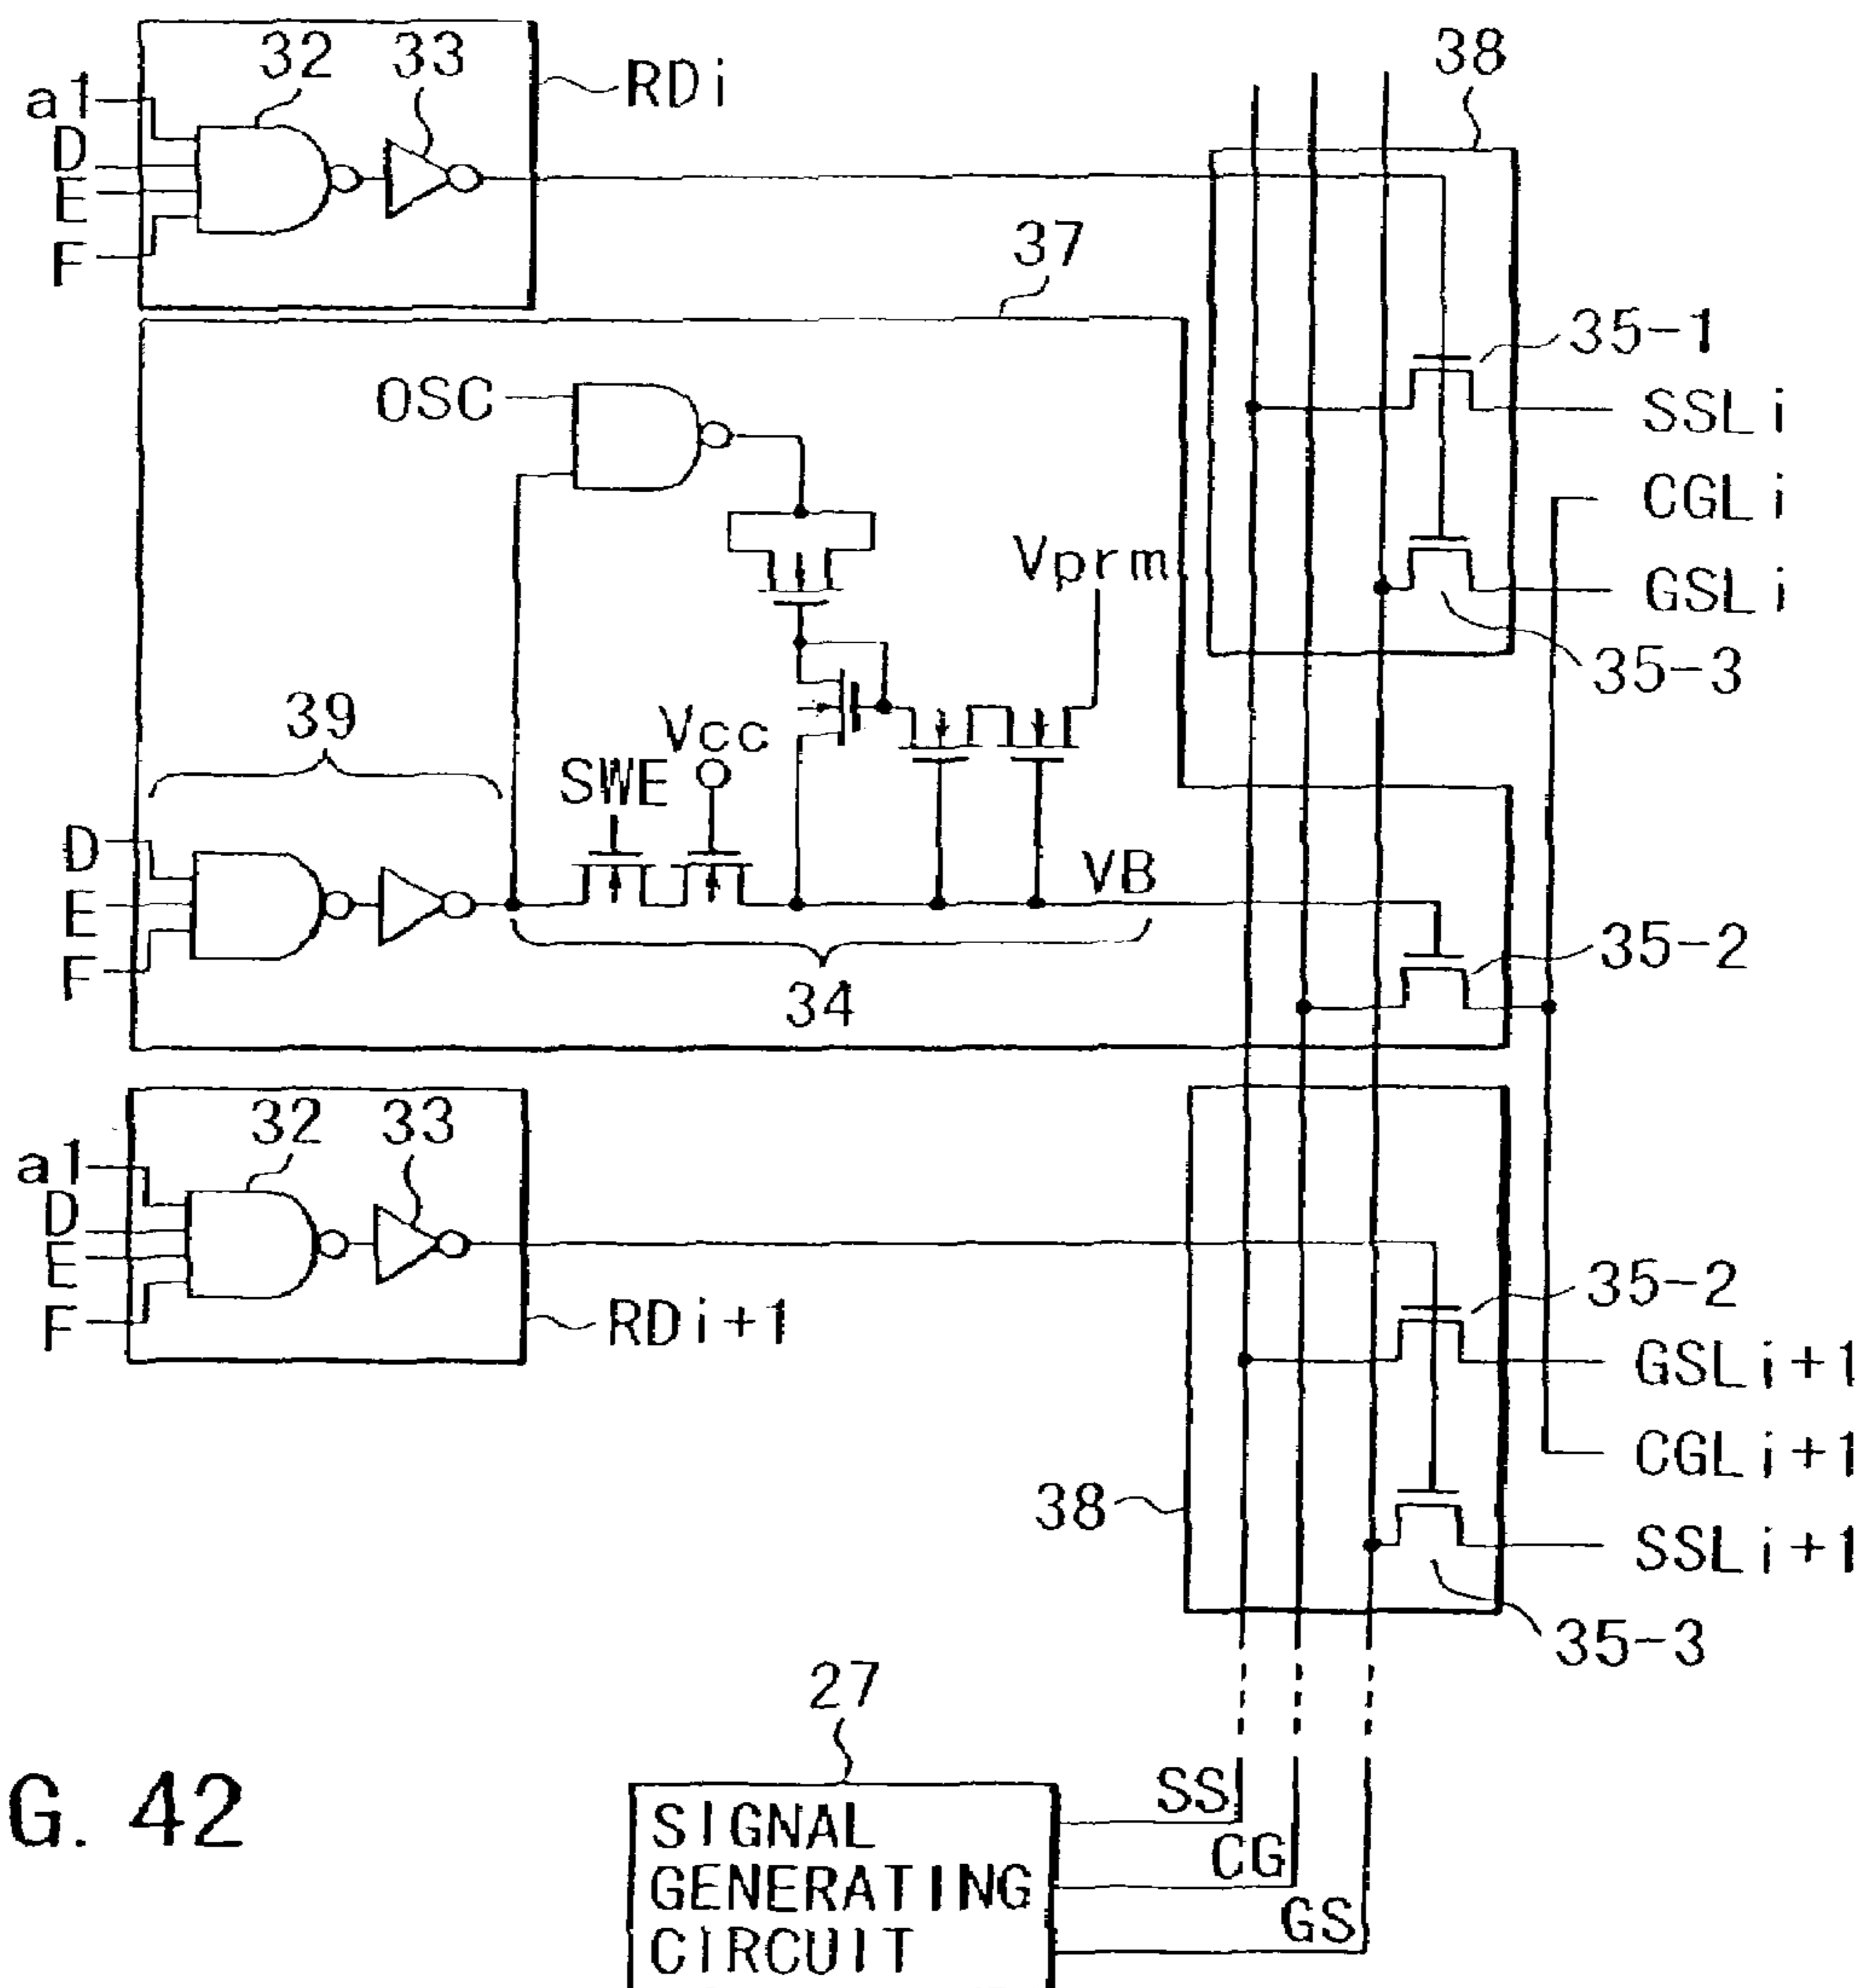 32
33
RDi
38
a1
D
E
F
37
35-1
OSC
SSLi
CGLi
Vprm
GSLi
35-3
39
Vcc
SWE
D
E
F
VB
35-2
34
32
33
a1
D
E
F
RDi+1
35-2
GSLi+1
CGLi+1
38
SSLi+1
35-3
27
G. 42
SS
CG
GS
SIGNAL
GENERATING
CIRCUIT